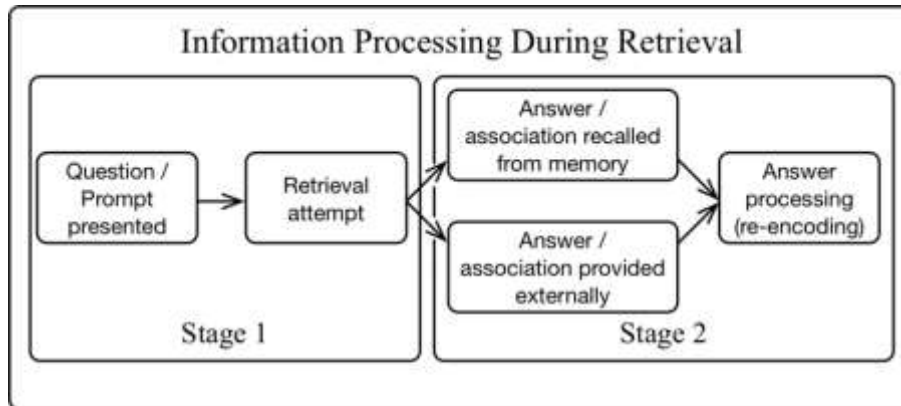 Information Processing During Retrieval
Question /
Prompt
presented
Retrieval
attempt
Stage 1
Answer /
association recalled
from memory
Answer /
association provided
externally
Answer
processing
(re-encoding)
Stage 2